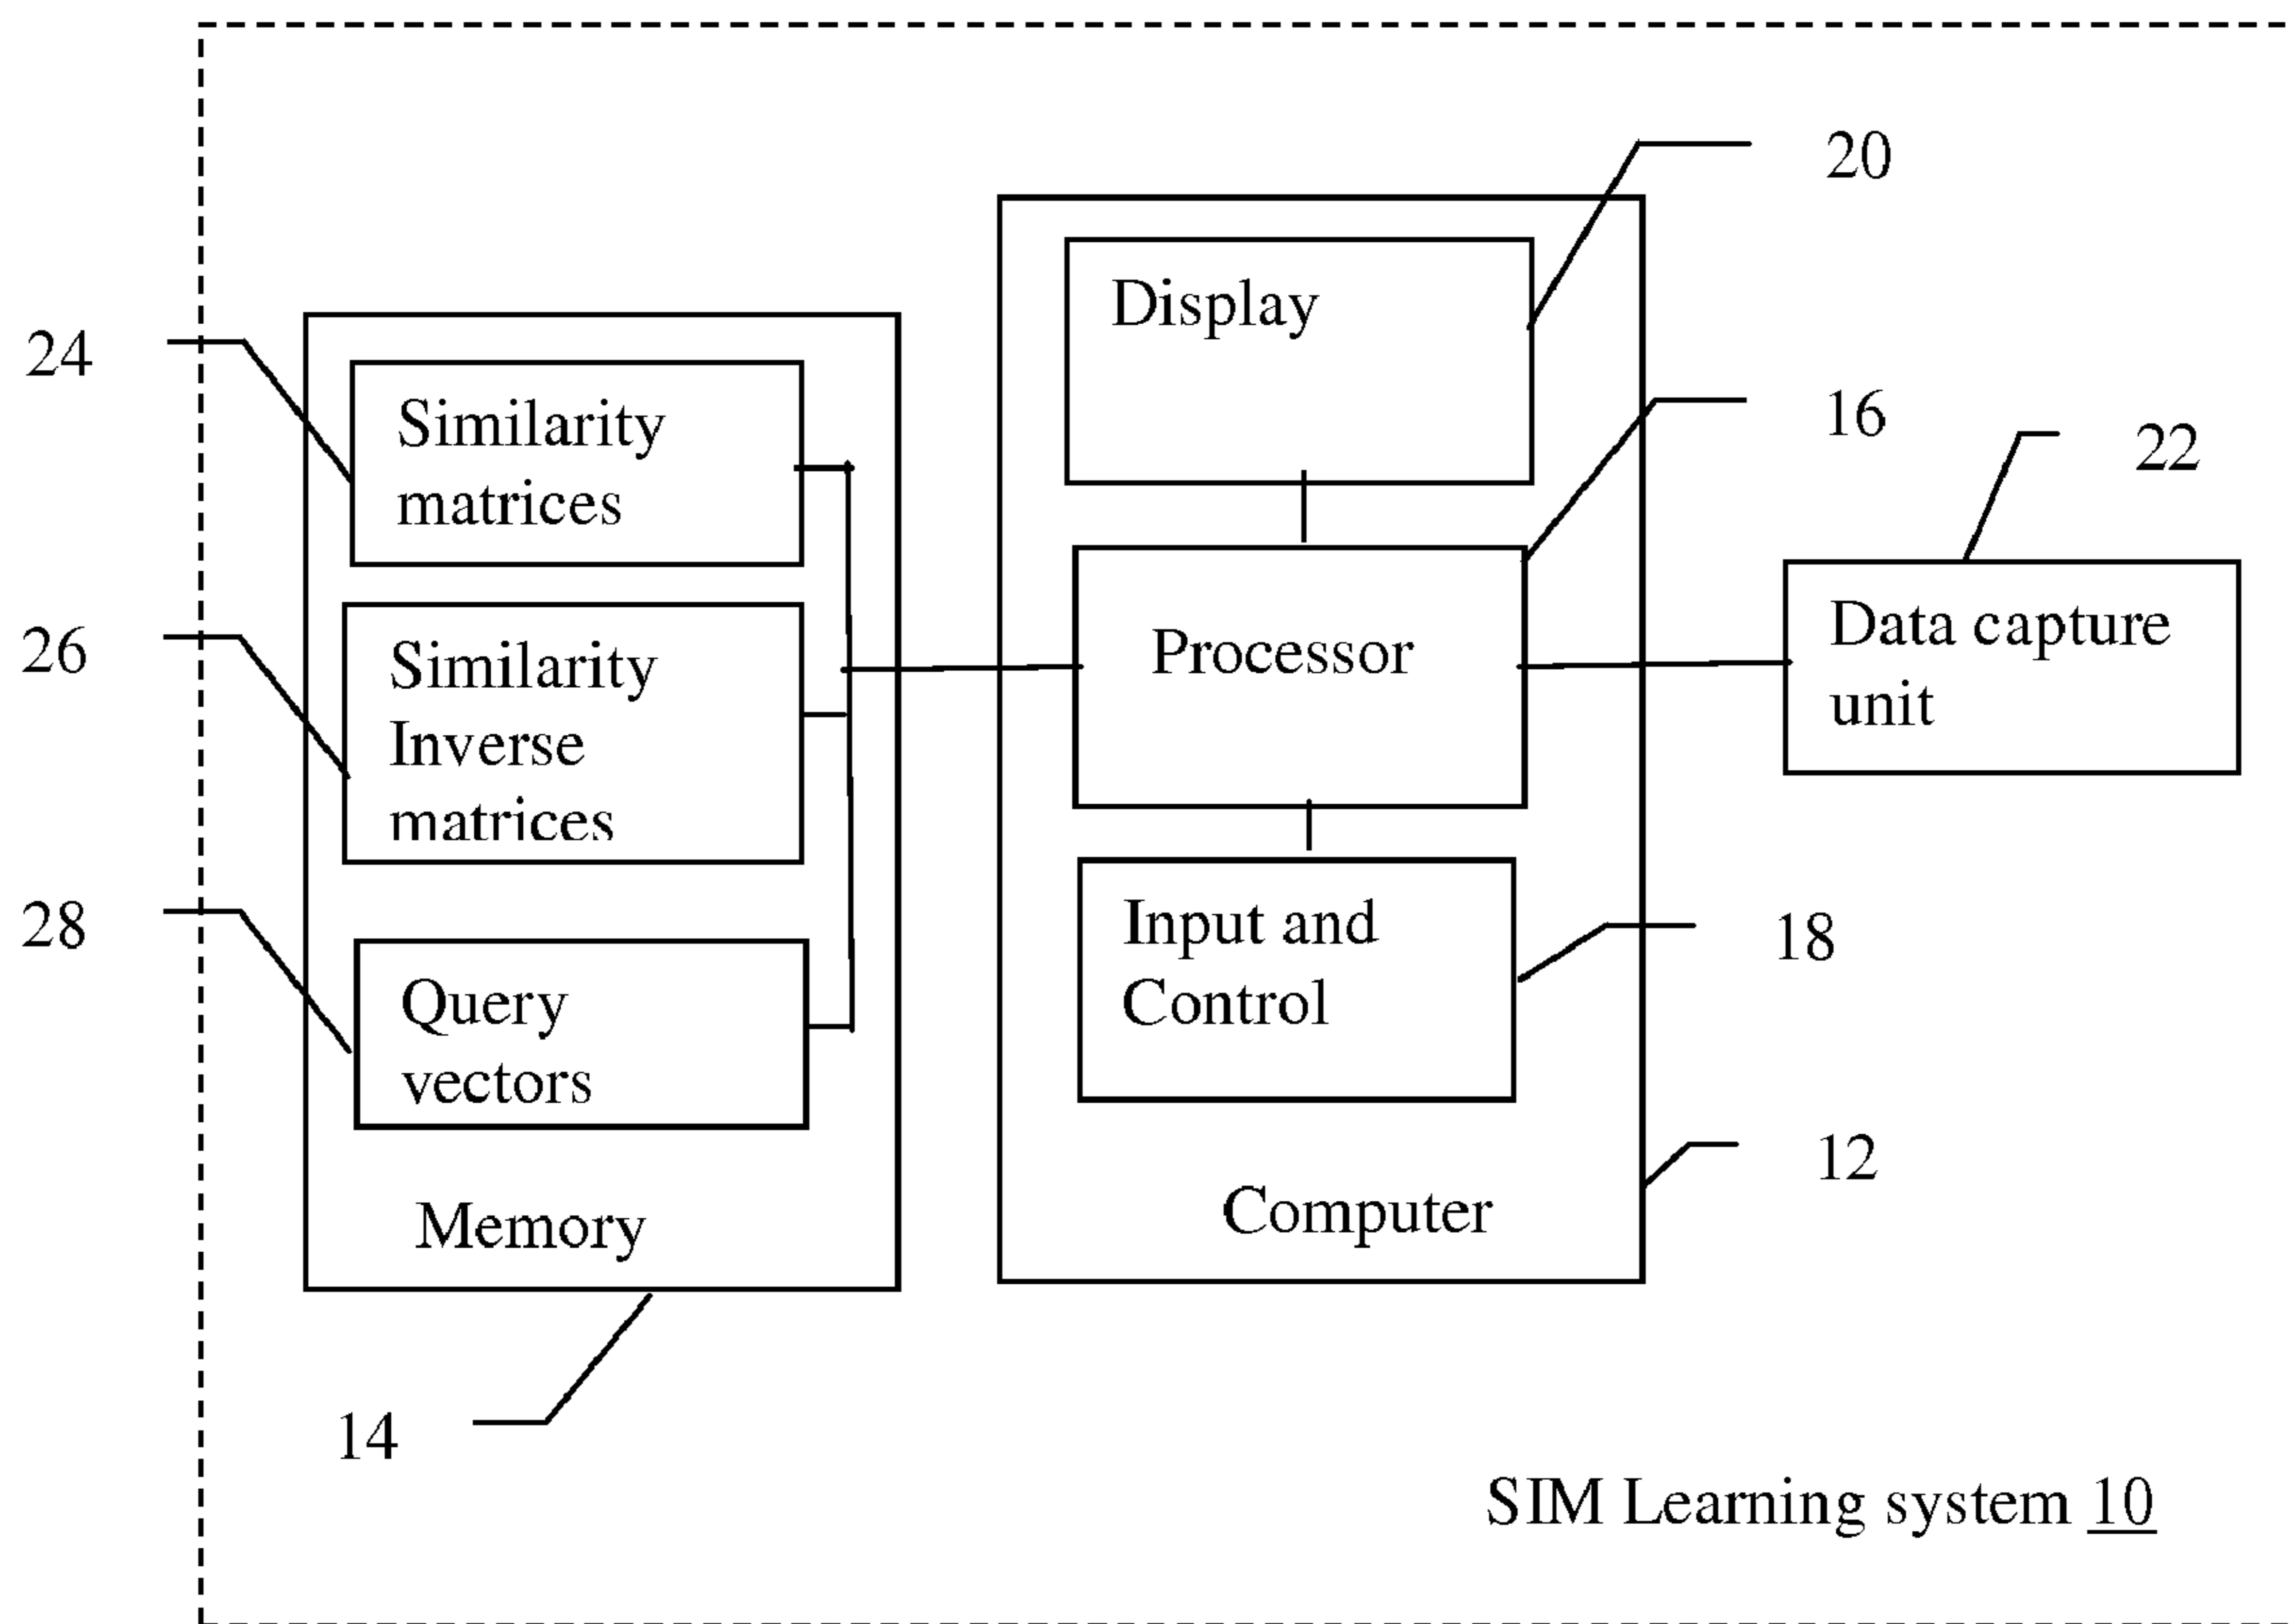 20
Display
24
16
Similarity
matrices
22
Data capture
unit
26
Processor
Similarity
Inverse
matrices
28
Input and
Control
18
Query
vectors
12
Computer
Memory
14
SIM Learning system 10